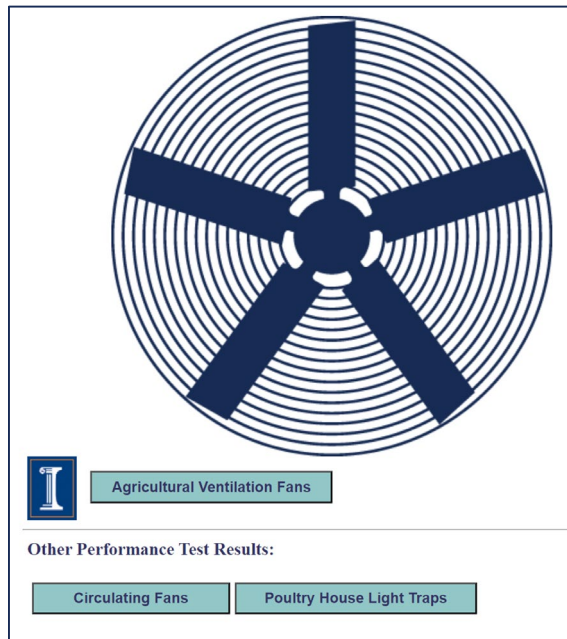 Agricultural Ventilation Fans
Other Performance Test Results:
Circulating Fans
Poultry House Light Traps